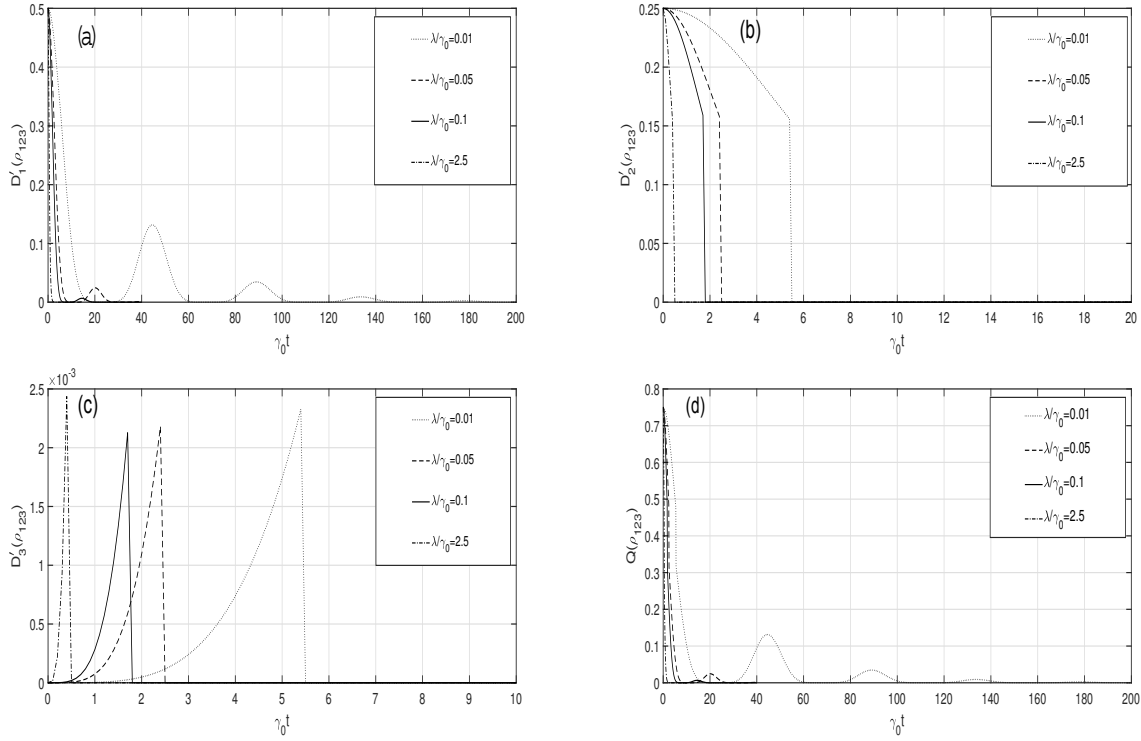 (a)
0.5
0.4
0.3
0.2
0.1
0
D′1(ρ123)
λ/γ0=0.01
λ/γ0=0.05
λ/γ0=0.1
λ/γ0=2.5
0 20 40 60 80 100 120 140 160 180 200
γ0t
(b)
0.25
0.2
0.15
0.1
0.05
0
D′2(ρ123)
λ/γ0=0.01
λ/γ0=0.05
λ/γ0=0.1
λ/γ0=2.5
0 2 4 6 8 10 12 14 16 18 20
γ0t
×10-3
(c)
2.5
2
1.5
1
0.5
0
D′3(ρ123)
λ/γ0=0.01
λ/γ0=0.05
λ/γ0=0.1
λ/γ0=2.5
0 1 2 3 4 5 6 7 8 9 10
γ0t
(d)
0.8
0.7
0.6
0.5
0.4
0.3
0.2
0.1
0
Q(ρ123)
λ/γ0=0.01
λ/γ0=0.05
λ/γ0=0.1
λ/γ0=2.5
0 20 40 60 80 100 120 140 160 180 200
γ0t